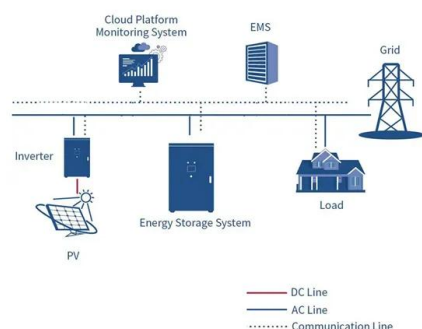 Cloud Platform
Monitoring System
EMS
Grid
Inverter
Energy Storage System
Load
PV
DC Line
AC Line
Communication Line